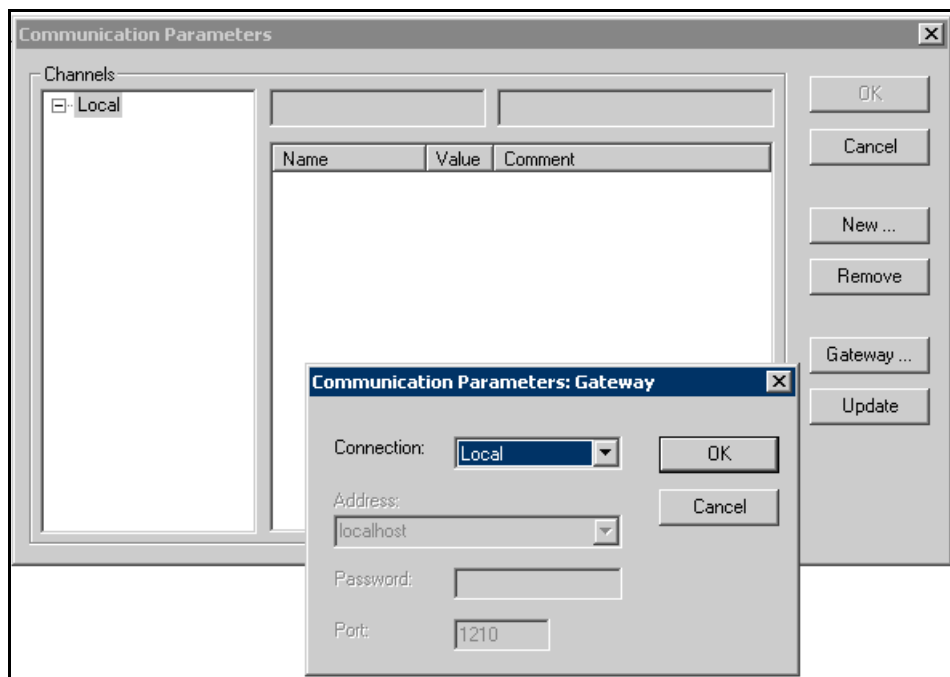 Communication Parameters
Channels
Local
Name Value Comment
OK
Cancel
New ...
Remove
Gateway ...
Update
Communication Parameters: Gateway
Connection: Local
OK
Cancel
Address:
localhost
Password:
Port: 1210